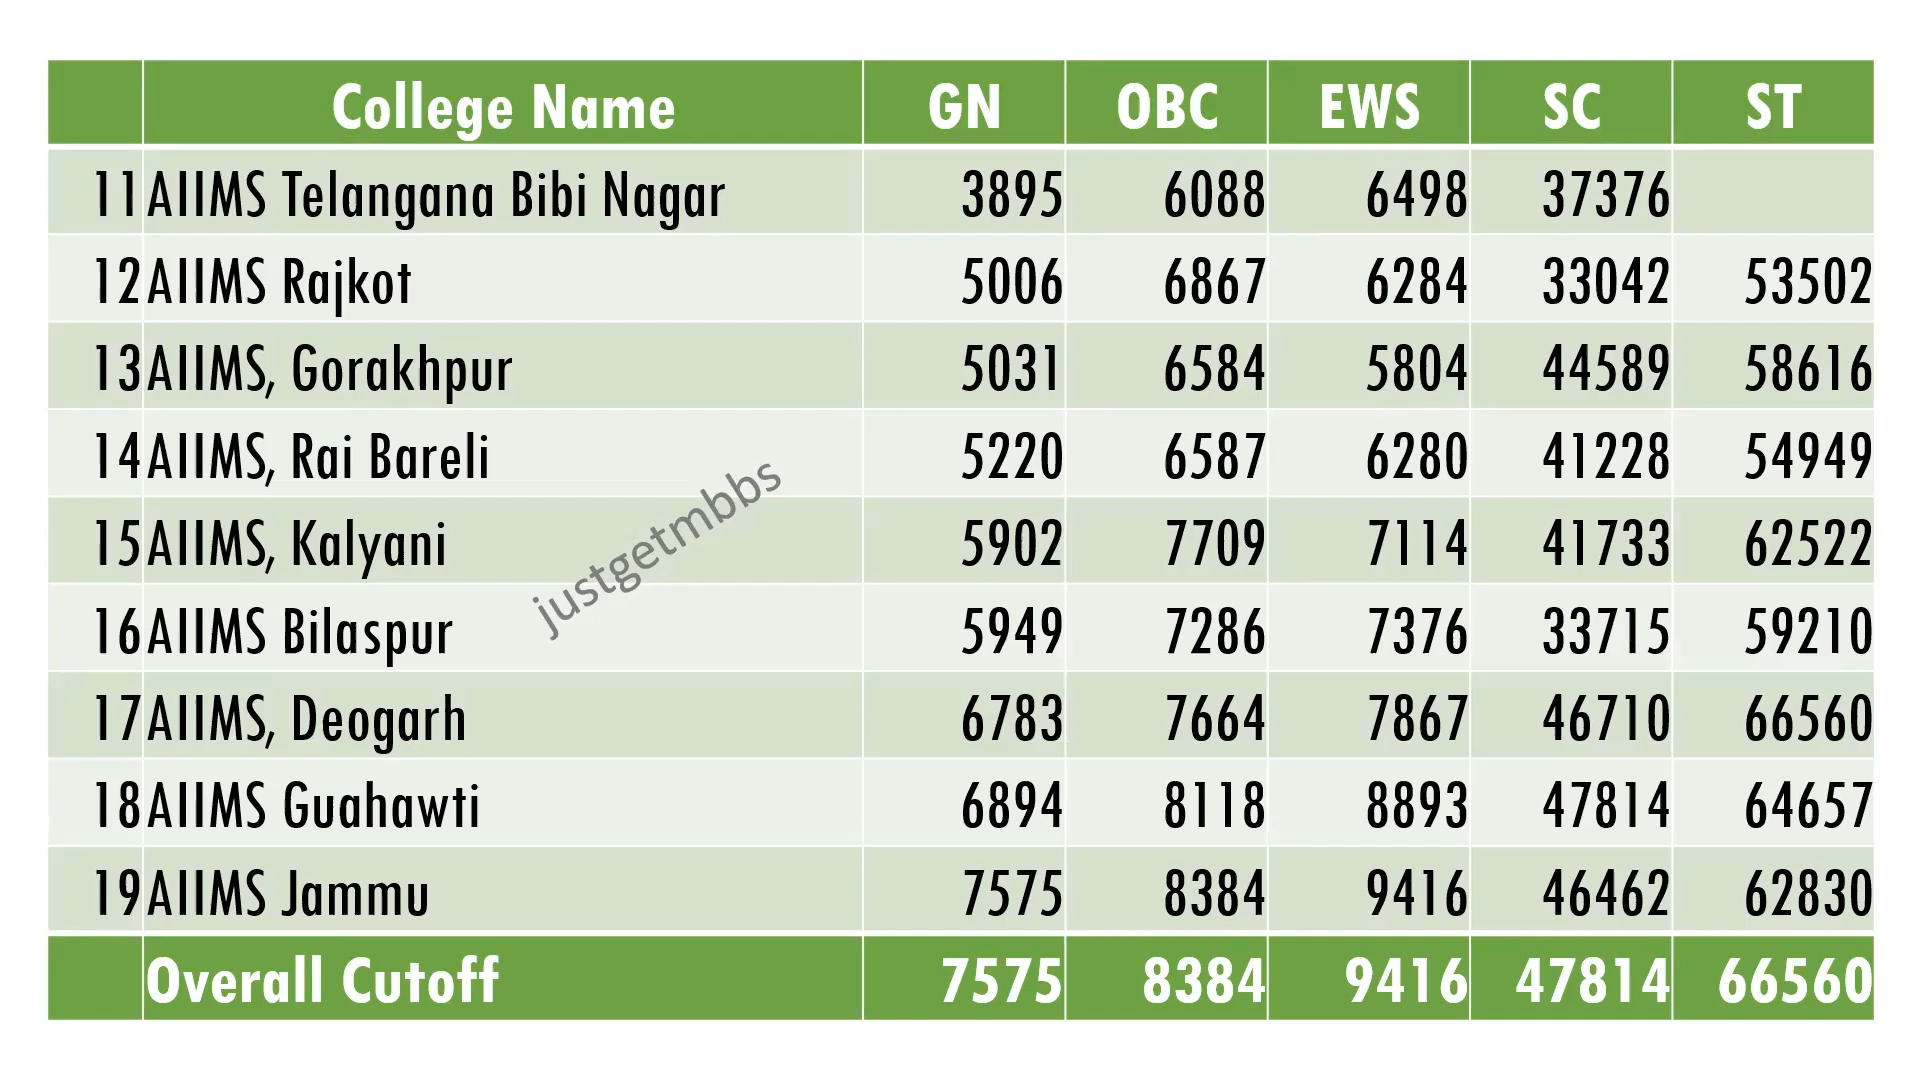 College Name GN OBC EWS SC ST
11 AIIMS Telangana Bibi Nagar 3895 6088 6498 37376
12 AIIMS Rajkot 5006 6867 6284 33042 53502
13 AIIMS, Gorakhpur 5031 6584 5804 44589 58616
14 AIIMS, Rai Bareli 5220 6587 6280 41228 54949
15 AIIMS, Kalyani 5902 7709 7114 41733 62522
16 AIIMS Bilaspur 5949 7286 7376 33715 59210
17 AIIMS, Deogarh 6783 7664 7867 46710 66560
18 AIIMS Guahawti 6894 8118 8893 47814 64657
19 AIIMS Jammu 7575 8384 9416 46462 62830
Overall Cutoff 7575 8384 9416 47814 66560
justgetmbbs